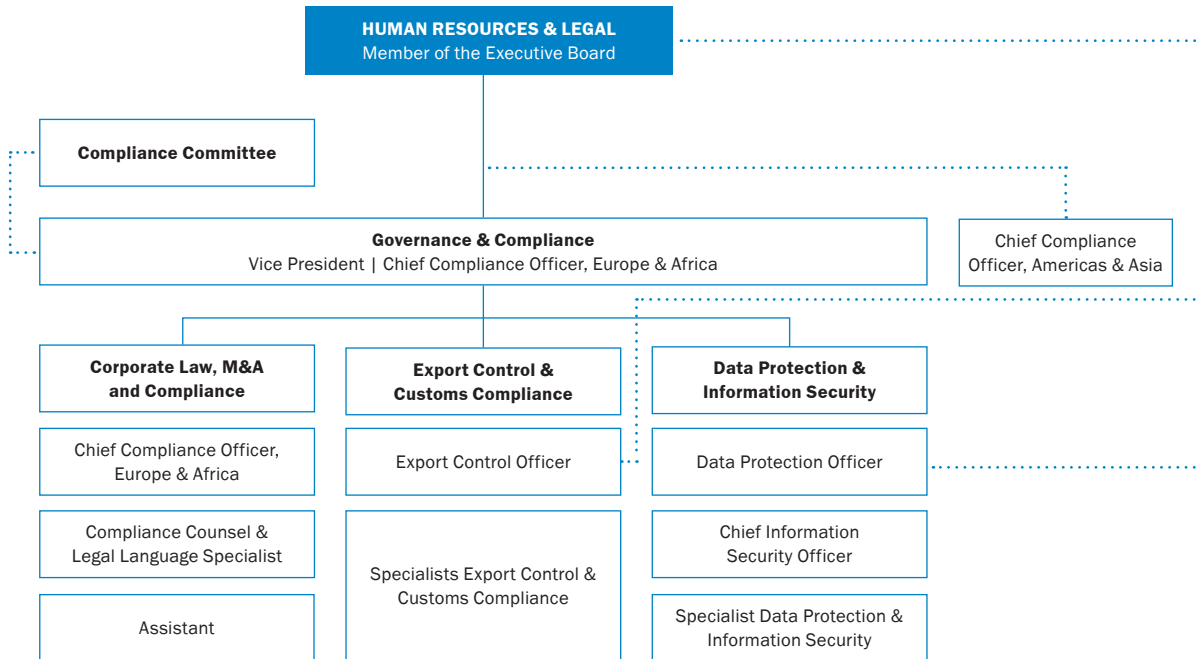 HUMAN RESOURCES & LEGAL
Member of the Executive Board
Compliance Committee
Governance & Compliance
Vice President | Chief Compliance Officer, Europe & Africa
Chief Compliance
Officer, Americas & Asia
Corporate Law, M&A
and Compliance
Chief Compliance Officer,
Europe & Africa
Compliance Counsel &
Legal Language Specialist
Assistant
Export Control &
Customs Compliance
Export Control Officer
Specialists Export Control &
Customs Compliance
Data Protection &
Information Security
Data Protection Officer
Chief Information
Security Officer
Specialist Data Protection &
Information Security